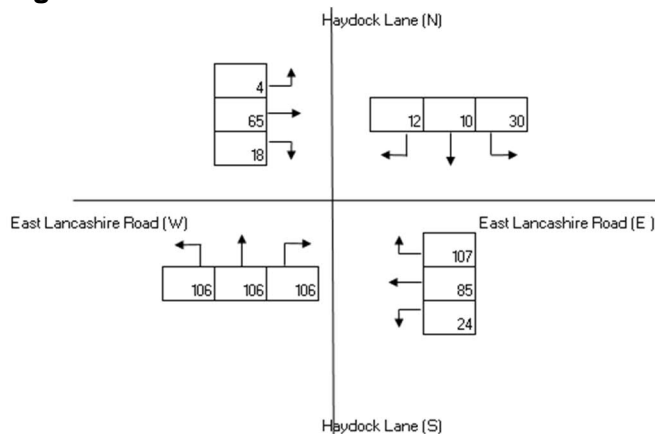 Haydock Lane (N)
4
65
18
12 10 30
East Lancashire Road (W)
East Lancashire Road (E )
106 106 106
107
85
24
Haydock Lane (S)